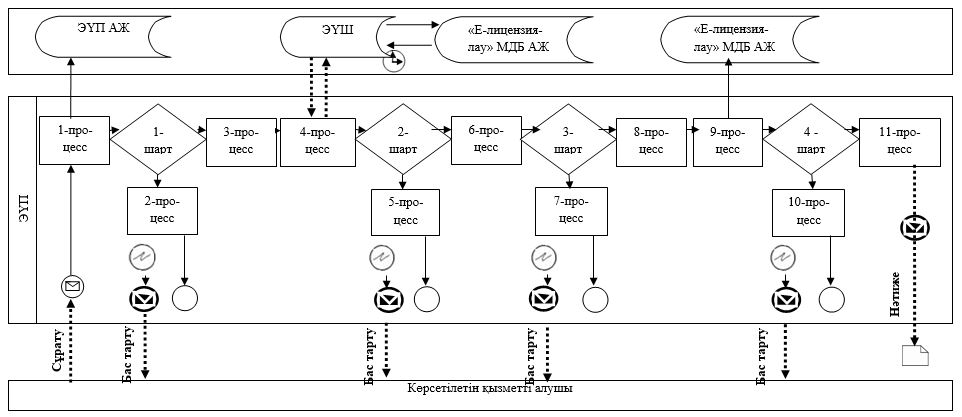 ЭҮП АЖ
ЭҮШ
«Е-лицензия-
лау» МДБ АЖ
«Е-лицензия-
лау» МДБ АЖ
ЭҮП
1-про-
цесс
1-
шарт
3-про-
цесс
4-про-
цесс
2-
шарт
6-про-
цесс
3-
шарт
8-про-
цесс
9-про-
цесс
4 -
шарт
11-про-
цесс
2-про-
цесс
5-про-
цесс
7-про-
цесс
10-про-
цесс
Сұрату
Бас тарту
Бас тарту
Бас тарту
Бас тарту
Нәтиже
Көрсетілетін қызметті алушы